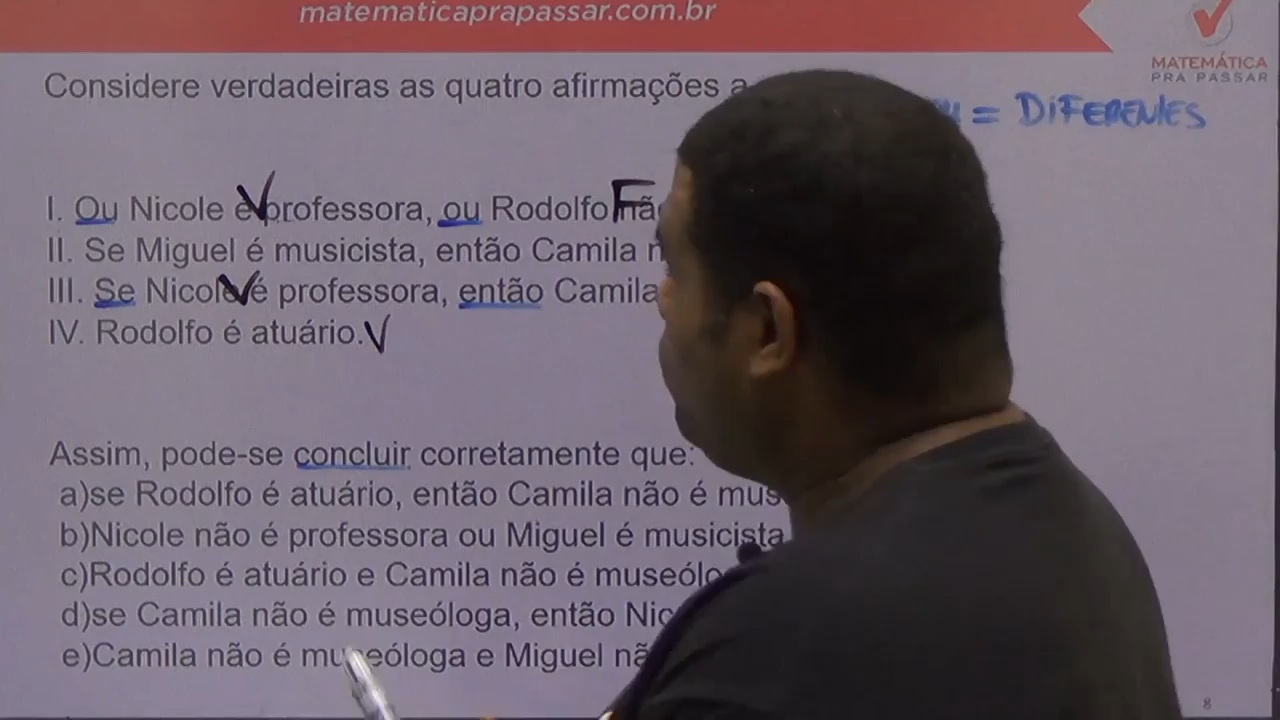 matematicaprapassar.com.br
MATEMÁTICA
PRA PASSAR
Considere verdadeiras as quatro afirmações
= DIFERENTES
I. Ou Nicole é professora, ou Rodolfo
V
F
II. Se Miguel é musicista, então Camila
III. Se Nicole é professora, então Camila
V
IV. Rodolfo é atuário. V
Assim, pode-se concluir corretamente que:
a)se Rodolfo é atuário, então Camila não é
b)Nicole não é professora ou Miguel é musicista
c)Rodolfo é atuário e Camila não é
d)se Camila não é museóloga, então
e)Camila não é museóloga e Miguel
8